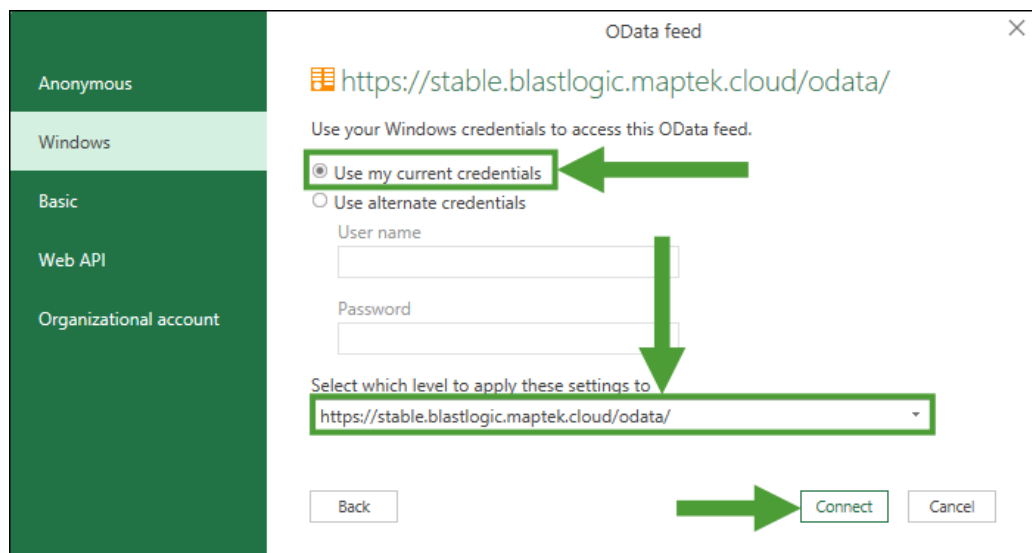 OData feed
Anonymous
Windows
Basic
Web API
Organizational account
https://stable.blastlogic.maptek.cloud/odata/
Use your Windows credentials to access this OData feed.
Use my current credentials
Use alternate credentials
User name
Password
Select which level to apply these settings to
https://stable.blastlogic.maptek.cloud/odata/
Back
Connect
Cancel